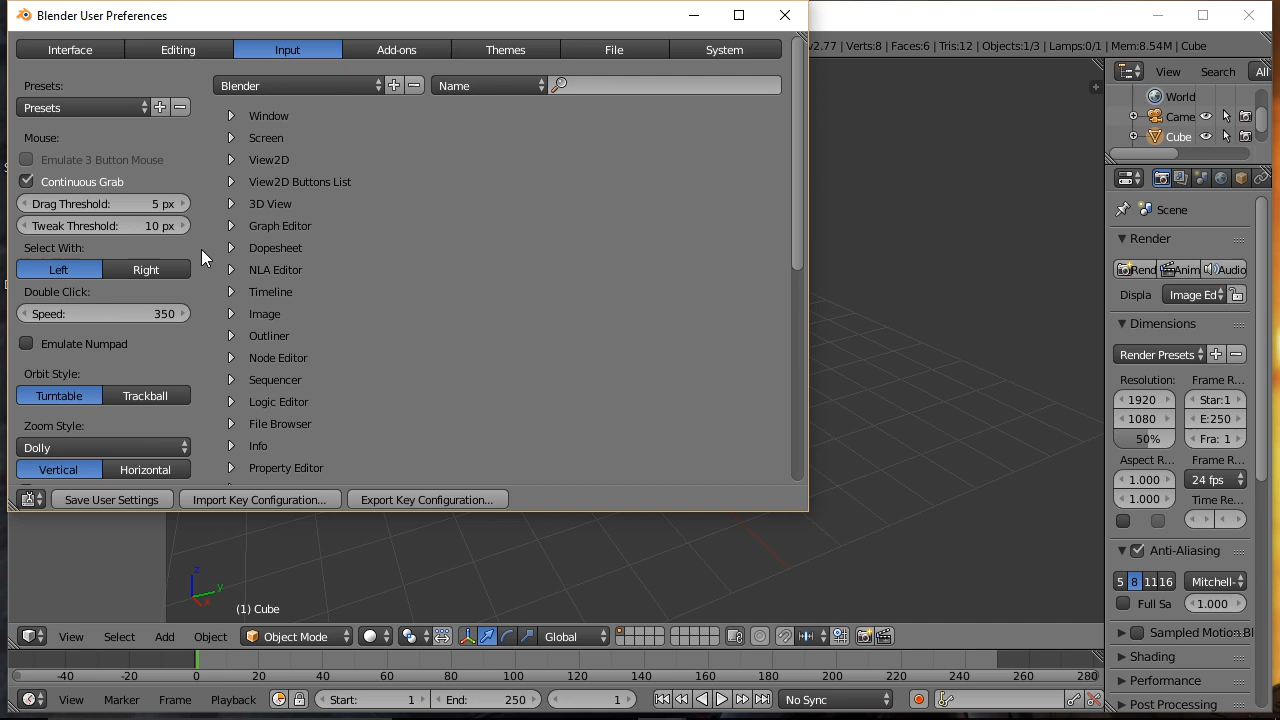 Blender User Preferences
v2.77 | Verts:8 | Faces:6 | Tris:12 | Objects:1/3 | Lamps:0/1 | Mem:8.54M | Cube
Interface
Editing
Input
Add-ons
Themes
File
System
View
Search
All
World
Came
Cube
Presets:
Presets
Blender
Name
Mouse:
Emulate 3 Button Mouse
Continuous Grab
Drag Threshold: 5 px
Tweak Threshold: 10 px
Select With:
Left
Right
Double Click:
Speed: 350
Emulate Numpad
Orbit Style:
Turntable
Trackball
Zoom Style:
Dolly
Vertical
Horizontal
Window
Screen
View2D
View2D Buttons List
3D View
Graph Editor
Dopesheet
NLA Editor
Timeline
Image
Outliner
Node Editor
Sequencer
Logic Editor
File Browser
Info
Property Editor
Save User Settings
Import Key Configuration...
Export Key Configuration...
Scene
Render
Rend
Anim
Audio
Displa
Image Ed
Dimensions
Render Presets
Resolution:
Frame R...
1920
Star:1
1080
E:250
50%
Fra: 1
Aspect R...
Frame R...
1.000
24 fps
1.000
Time Re...
Anti-Aliasing
5 8 11 16
Mitchell-
Full Sa
1.000
Sampled Motion Bl
Shading
Performance
Post Processing
z
y
x
(1) Cube
View
Select
Add
Object
Object Mode
Global
-40 -20 0 20 40 60 80 100 120 140 160 180 200 220 240 260 280
View
Marker
Frame
Playback
Start: 1
End: 250
1
No Sync